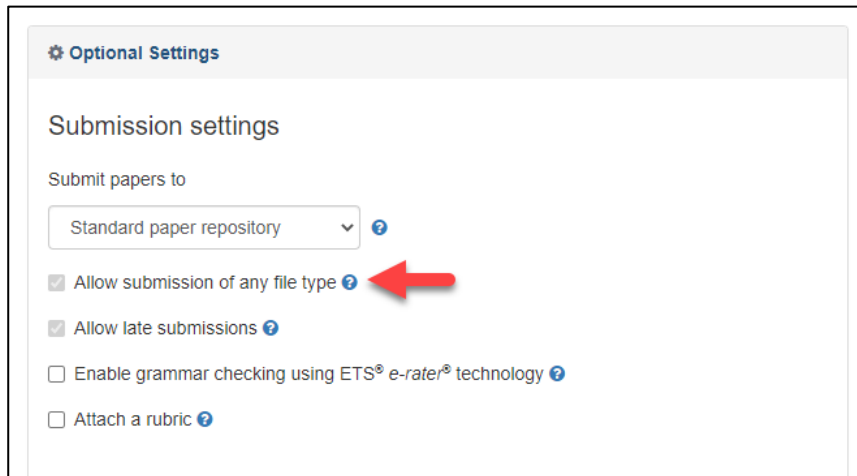 Optional Settings
Submission settings
Submit papers to
Standard paper repository
Allow submission of any file type
Allow late submissions
Enable grammar checking using ETS® e-rater® technology
Attach a rubric